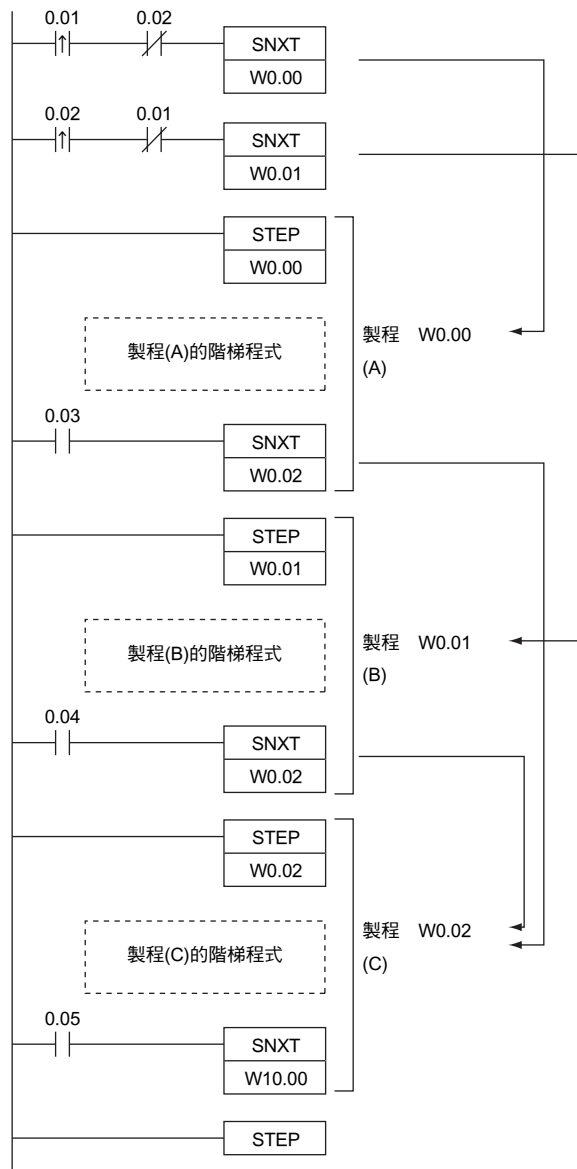 0.01 0.02
SNXT
W0.00
0.02 0.01
SNXT
W0.01
STEP
W0.00
製程(A)的階梯程式
製程 W0.00
(A)
0.03
SNXT
W0.02
STEP
W0.01
製程(B)的階梯程式
製程 W0.01
(B)
0.04
SNXT
W0.02
STEP
W0.02
製程(C)的階梯程式
製程 W0.02
(C)
0.05
SNXT
W10.00
STEP